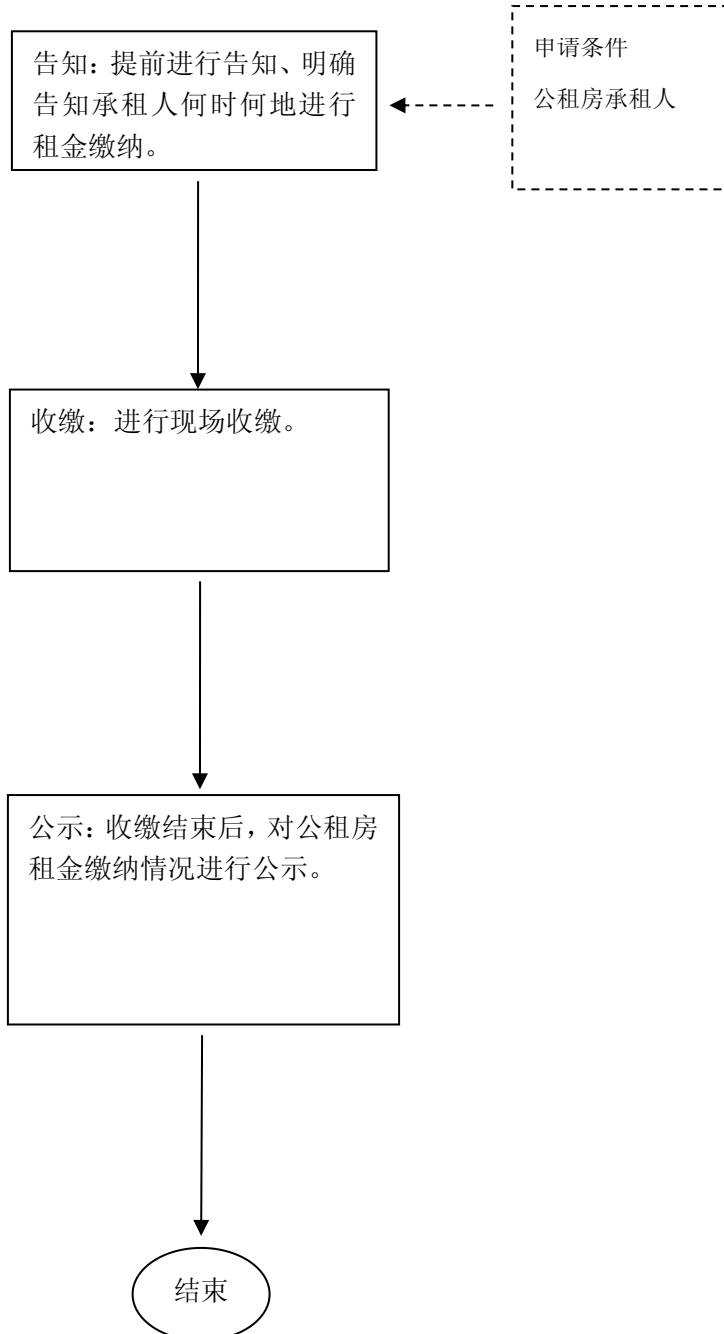 告知：提前进行告知、明确
告知承租人何时何地进行
租金缴纳。
申请条件
公租房承租人
收缴：进行现场收缴。
公示：收缴结束后，对公租房
租金缴纳情况进行公示。
结束